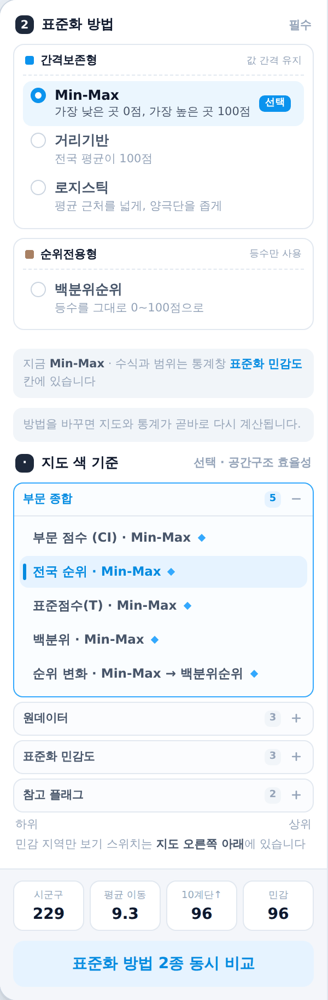 2 표준화 방법 필수
간격보존형 값 간격 유지
Min-Max
가장 낮은 곳 0점, 가장 높은 곳 100점 선택
거리기반
전국 평균이 100점
로지스틱
평균 근처를 넓게, 양극단을 좁게
순위전용형 등수만 사용
백분위순위
등수를 그대로 0~100점으로
지금 Min-Max · 수식과 범위는 통계창 표준화 민감도
칸에 있습니다
방법을 바꾸면 지도와 통계가 곧바로 다시 계산됩니다.
· 지도 색 기준 선택 · 공간구조 효율성
부문 종합 5 −
부문 점수 (CI) · Min-Max ◆
전국 순위 · Min-Max ◆
표준점수(T) · Min-Max ◆
백분위 · Min-Max ◆
순위 변화 · Min-Max → 백분위순위 ◆
원데이터 3 +
표준화 민감도 3 +
참고 플래그 2 +
하위 상위
민감 지역만 보기 스위치는 지도 오른쪽 아래에 있습니다
시군구 평균 이동 10계단↑ 민감
229 9.3 96 96
표준화 방법 2종 동시 비교